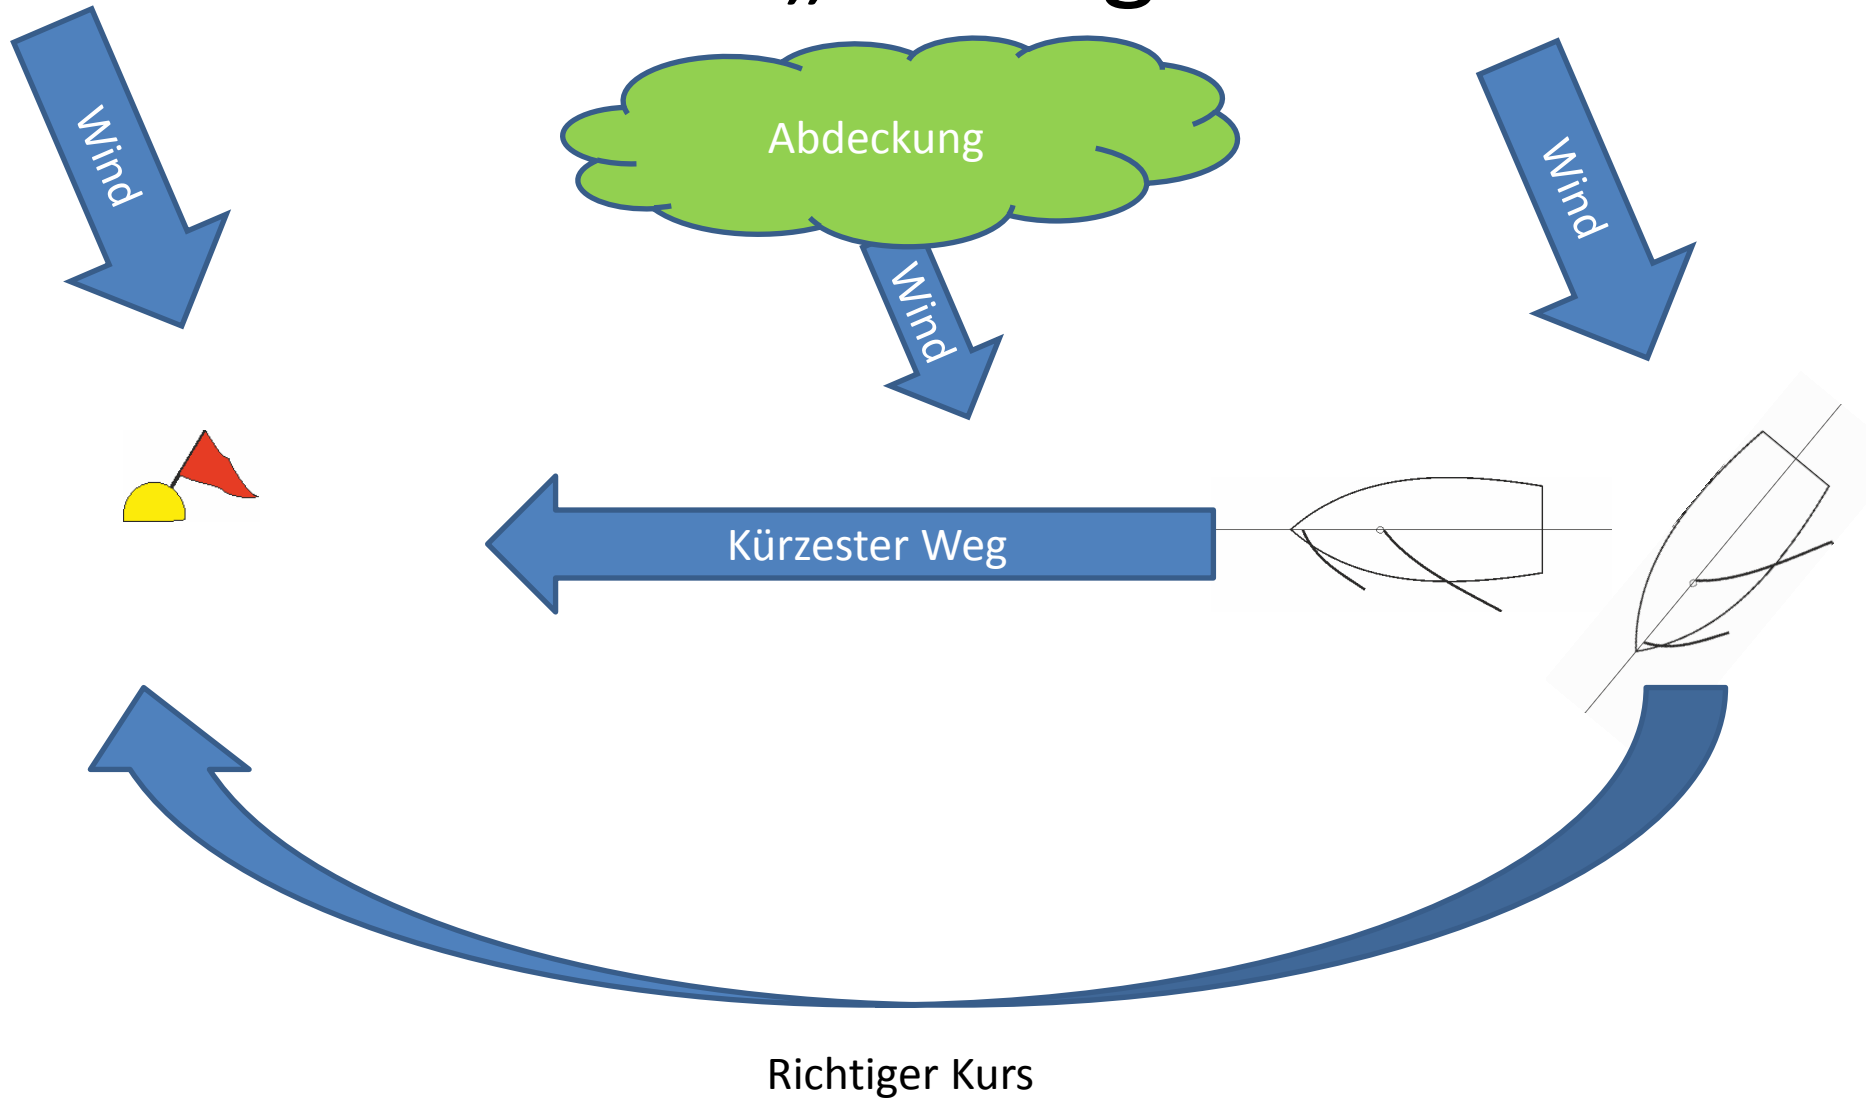 Wind
Abdeckung
Wind
Wind
Kürzester Weg
Richtiger Kurs